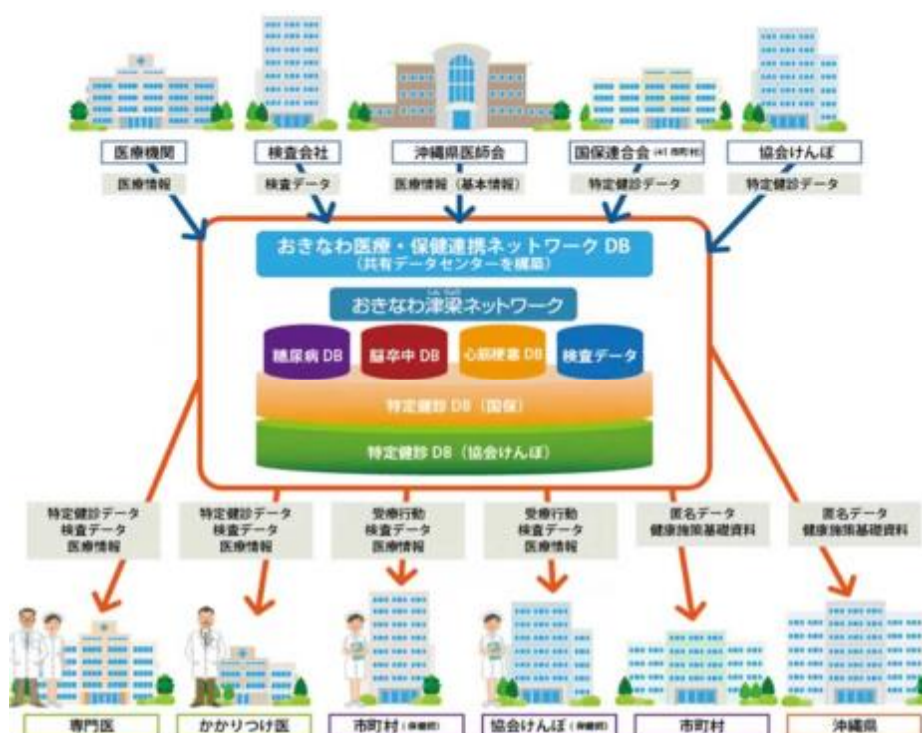 医療機関
検査会社
沖縄県医師会
国保連合会（41市町村）
協会けんぽ
医療情報
検査データ
医療情報（基本情報）
特定健診データ
特定健診データ
おきなわ医療・保健連携ネットワーク DB
（共有データセンターを構築）
おきなわ津梁ネットワーク
糖尿病 DB
脳卒中 DB
心筋梗塞 DB
検査データ
特定健診 DB（国保）
特定健診 DB（協会けんぽ）
特定健診データ
検査データ
医療情報
特定健診データ
検査データ
医療情報
受療行動
検査データ
医療情報
受療行動
検査データ
医療情報
匿名データ
健康施策基礎資料
匿名データ
健康施策基礎資料
専門医
かかりつけ医
市町村（保健師）
協会けんぽ（保健師）
市町村
沖縄県